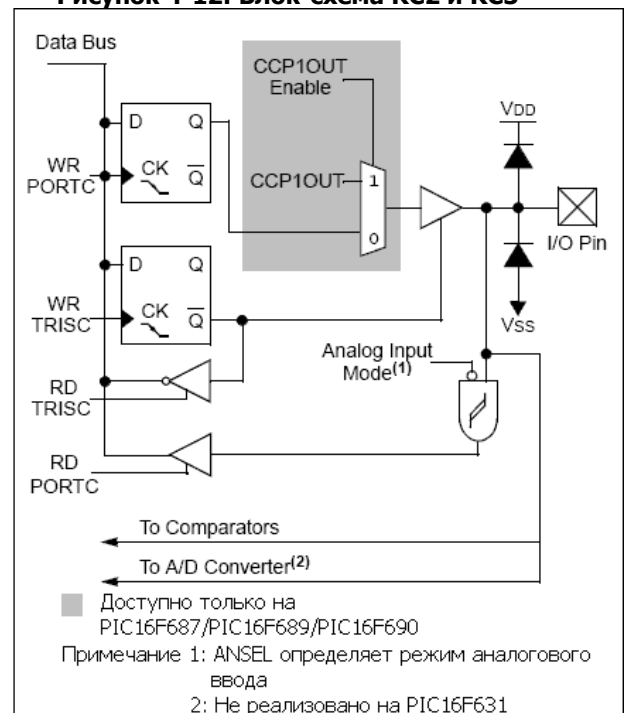 Рисунок 4-12. Блок-схема RC2 и RC3
Data Bus
CCP1OUT
Enable
VDD
D Q
WR
PORTC
CK Q
CCP1OUT
1
0
I/O Pin
D Q
WR
TRISC
CK Q
VSS
Analog Input
Mode(1)
RD
TRISC
RD
PORTC
To Comparators
To A/D Converter(2)
Доступно только на
PIC16F687/PIC16F689/PIC16F690
Примечание 1: ANSEL определяет режим аналогового
ввода
2: Не реализовано на PIC16F631